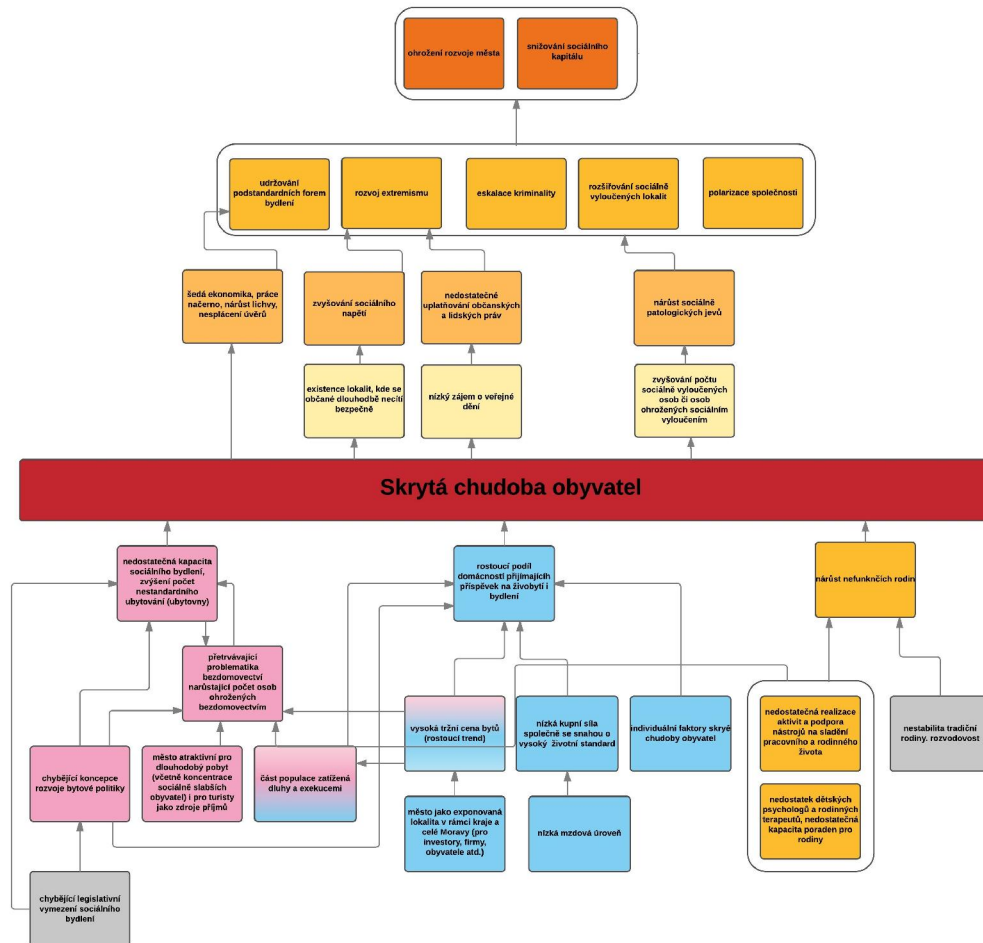 ohrožení rozvoje města
snižování sociálního
kapitálu
udržování
podstandardních forem
bydlení
rozvoj extremismu
eskalace kriminality
rozšiřování sociálně
vyloučených lokalit
polarizace společnosti
šedá ekonomika, práce
načerno, nárůst lichvy,
nesplácení úvěrů
zvyšování sociálního
napětí
nedostatečné
uplatňování občanských
a lidských práv
nárůst sociálně
patologických jevů
existence lokalit, kde se
občané dlouhodbě necítí
bezpečně
nízký zájem o veřejné
dění
zvyšování počtu
sociálně vyloučených
osob či osob
ohrožených sociálním
vyloučením
Skrytá chudoba obyvatel
nedostatečná kapacita
sociálního bydlení,
zvýšení počet
nestandardního
ubytování (ubytovny)
rostoucí podíl
domácností přijímajících
příspěvek na živobytí i
bydlení
nárůst nefunknčích rodin
přetrvávající
problematika
bezdomovectví
narůstající počet osob
ohrožených
bezdomovectvím
chybějící koncepce
rozvoje bytové politiky
město atraktivní pro
dlouhodobý pobyt
(včetně koncentrace
sociálně slabších
obyvatel) i pro turisty
jako zdroje příjmů
část populace zatížená
dluhy a exekucemi
vysoká tržní cena bytů
(rostoucí trend)
nízká kupní síla
společně se snahou o
vysoký životní standard
individuální faktory skryé
chudoby obyvatel
nedostatečná realizace
aktivit a podpora
nástrojů na sladění
pracovního a rodinného
života
nestabilita tradiční
rodiny. rozvodovost
město jako exponovaná
lokalita v rámci kraje a
celé Moravy (pro
investory, firmy,
obyvatele atd.)
nízká mzdová úroveň
nedostatek dětských
psychologů a rodinných
terapeutů, nedostatečná
kapacita poraden pro
rodiny
chybějící legislativní
vymezení sociálního
bydlení